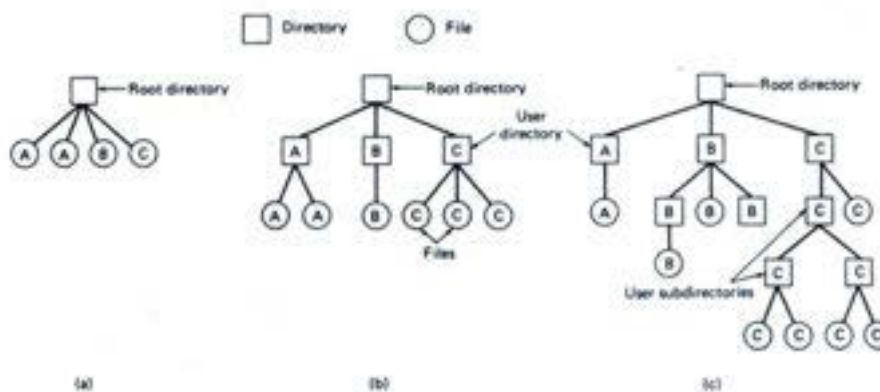 Directory File
Root directory
A A B C
(a)
Root directory
User directory
A B C
A A B C C C
Files
(b)
Root directory
A B C
A B B B C C
B C C
User subdirectories
C C C C
(c)